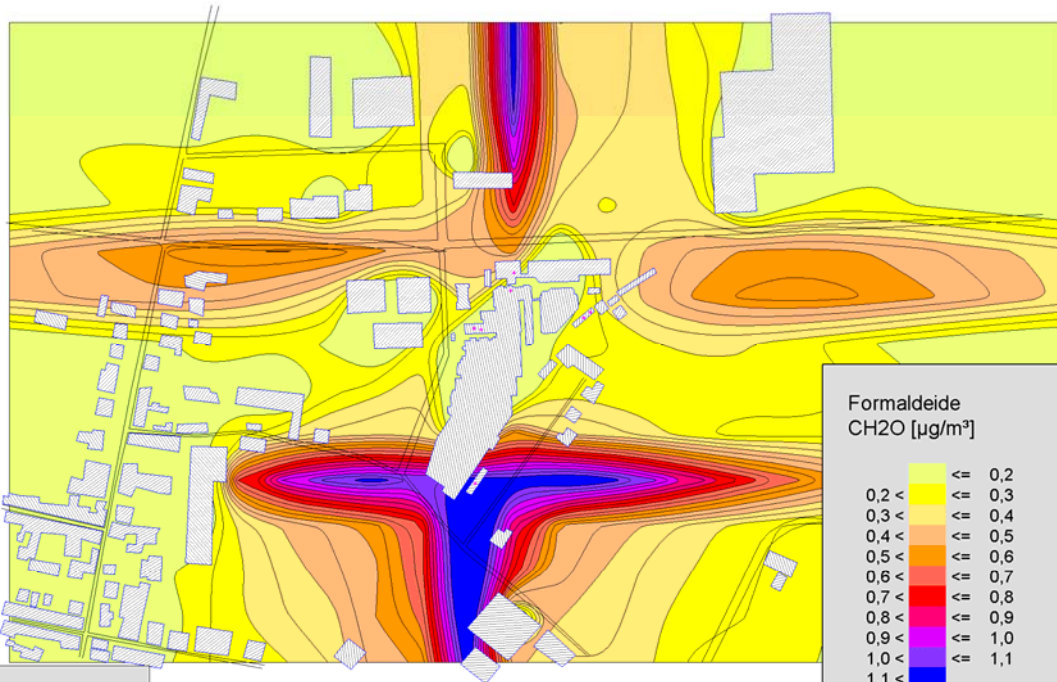 Formaldeide
CH2O [µg/m³]
<= 0,2
0,2 < <= 0,3
0,3 < <= 0,4
0,4 < <= 0,5
0,5 < <= 0,6
0,6 < <= 0,7
0,7 < <= 0,8
0,8 < <= 0,9
0,9 < <= 1,0
1,0 < <= 1,1
1,1 <